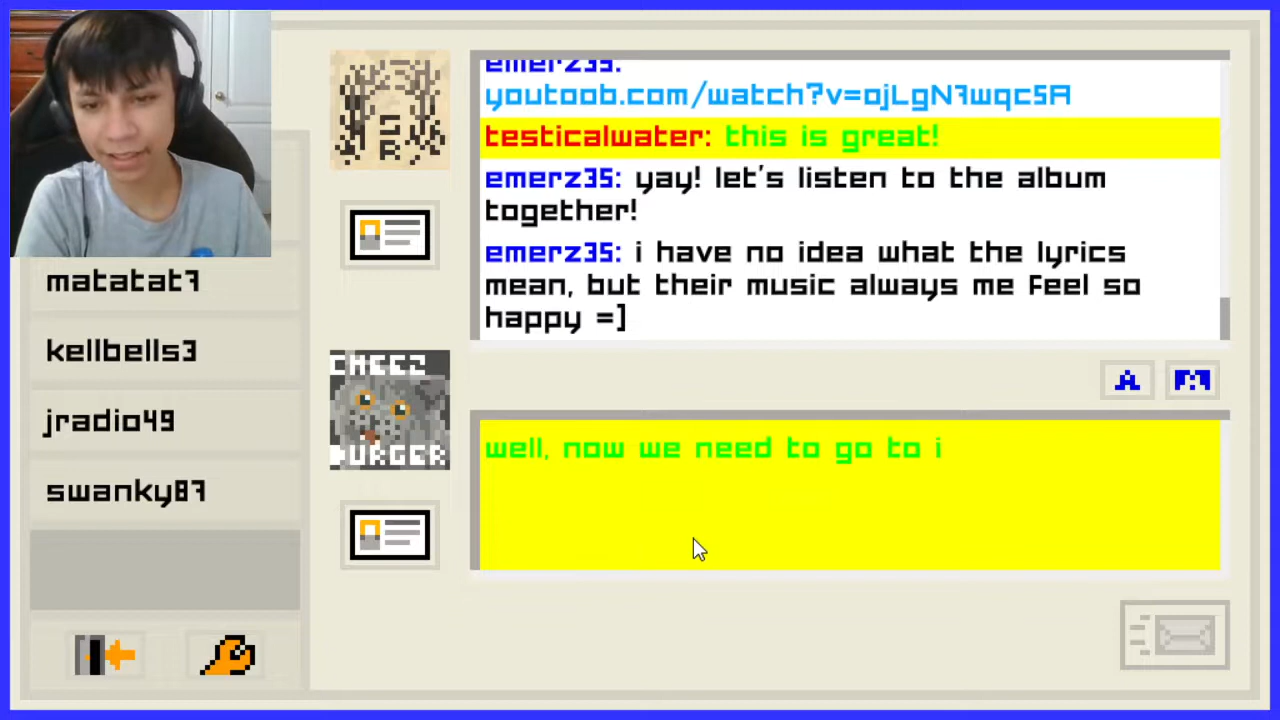 emerz35:
youtoob.com/watch?v=ojLgN7wqc5A
testicalwater: this is great!
emerz35: yay! let's listen to the album
together!
emerz35: i have no idea what the lyrics
mean, but their music always me feel so
happy =]
matatat7
kellbells3
jradio49
swanky87
SR
CHEEZ
BURGER
A
A
well, now we need to go to i